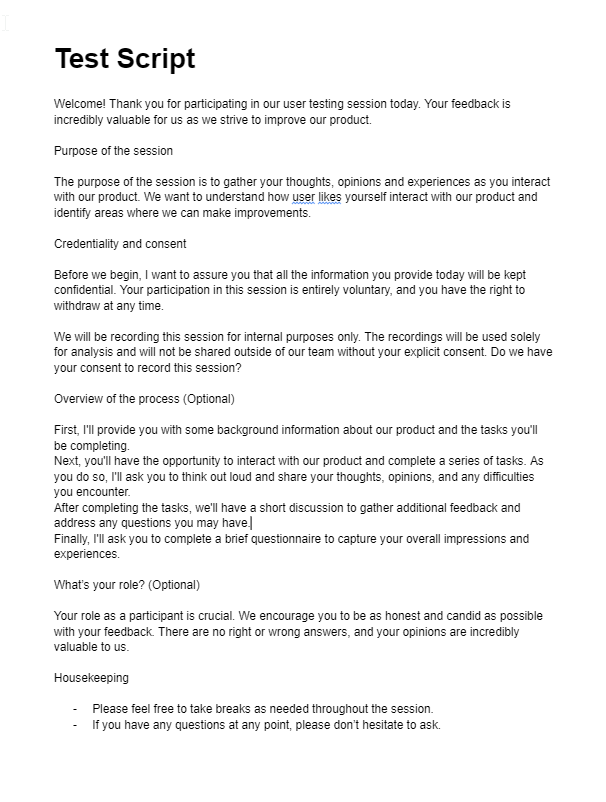 Test Script
Welcome! Thank you for participating in our user testing session today. Your feedback is
incredibly valuable for us as we strive to improve our product.
Purpose of the session
The purpose of the session is to gather your thoughts, opinions and experiences as you interact
with our product. We want to understand how user likes yourself interact with our product and
identify areas where we can make improvements.
Credentiality and consent
Before we begin, I want to assure you that all the information you provide today will be kept
confidential. Your participation in this session is entirely voluntary, and you have the right to
withdraw at any time.
We will be recording this session for internal purposes only. The recordings will be used solely
for analysis and will not be shared outside of our team without your explicit consent. Do we have
your consent to record this session?
Overview of the process (Optional)
First, I'll provide you with some background information about our product and the tasks you'll
be completing.
Next, you'll have the opportunity to interact with our product and complete a series of tasks. As
you do so, I'll ask you to think out loud and share your thoughts, opinions, and any difficulties
you encounter.
After completing the tasks, we'll have a short discussion to gather additional feedback and
address any questions you may have.
Finally, I'll ask you to complete a brief questionnaire to capture your overall impressions and
experiences.
What's your role? (Optional)
Your role as a participant is crucial. We encourage you to be as honest and candid as possible
with your feedback. There are no right or wrong answers, and your opinions are incredibly
valuable to us.
Housekeeping
- Please feel free to take breaks as needed throughout the session.
- If you have any questions at any point, please don't hesitate to ask.